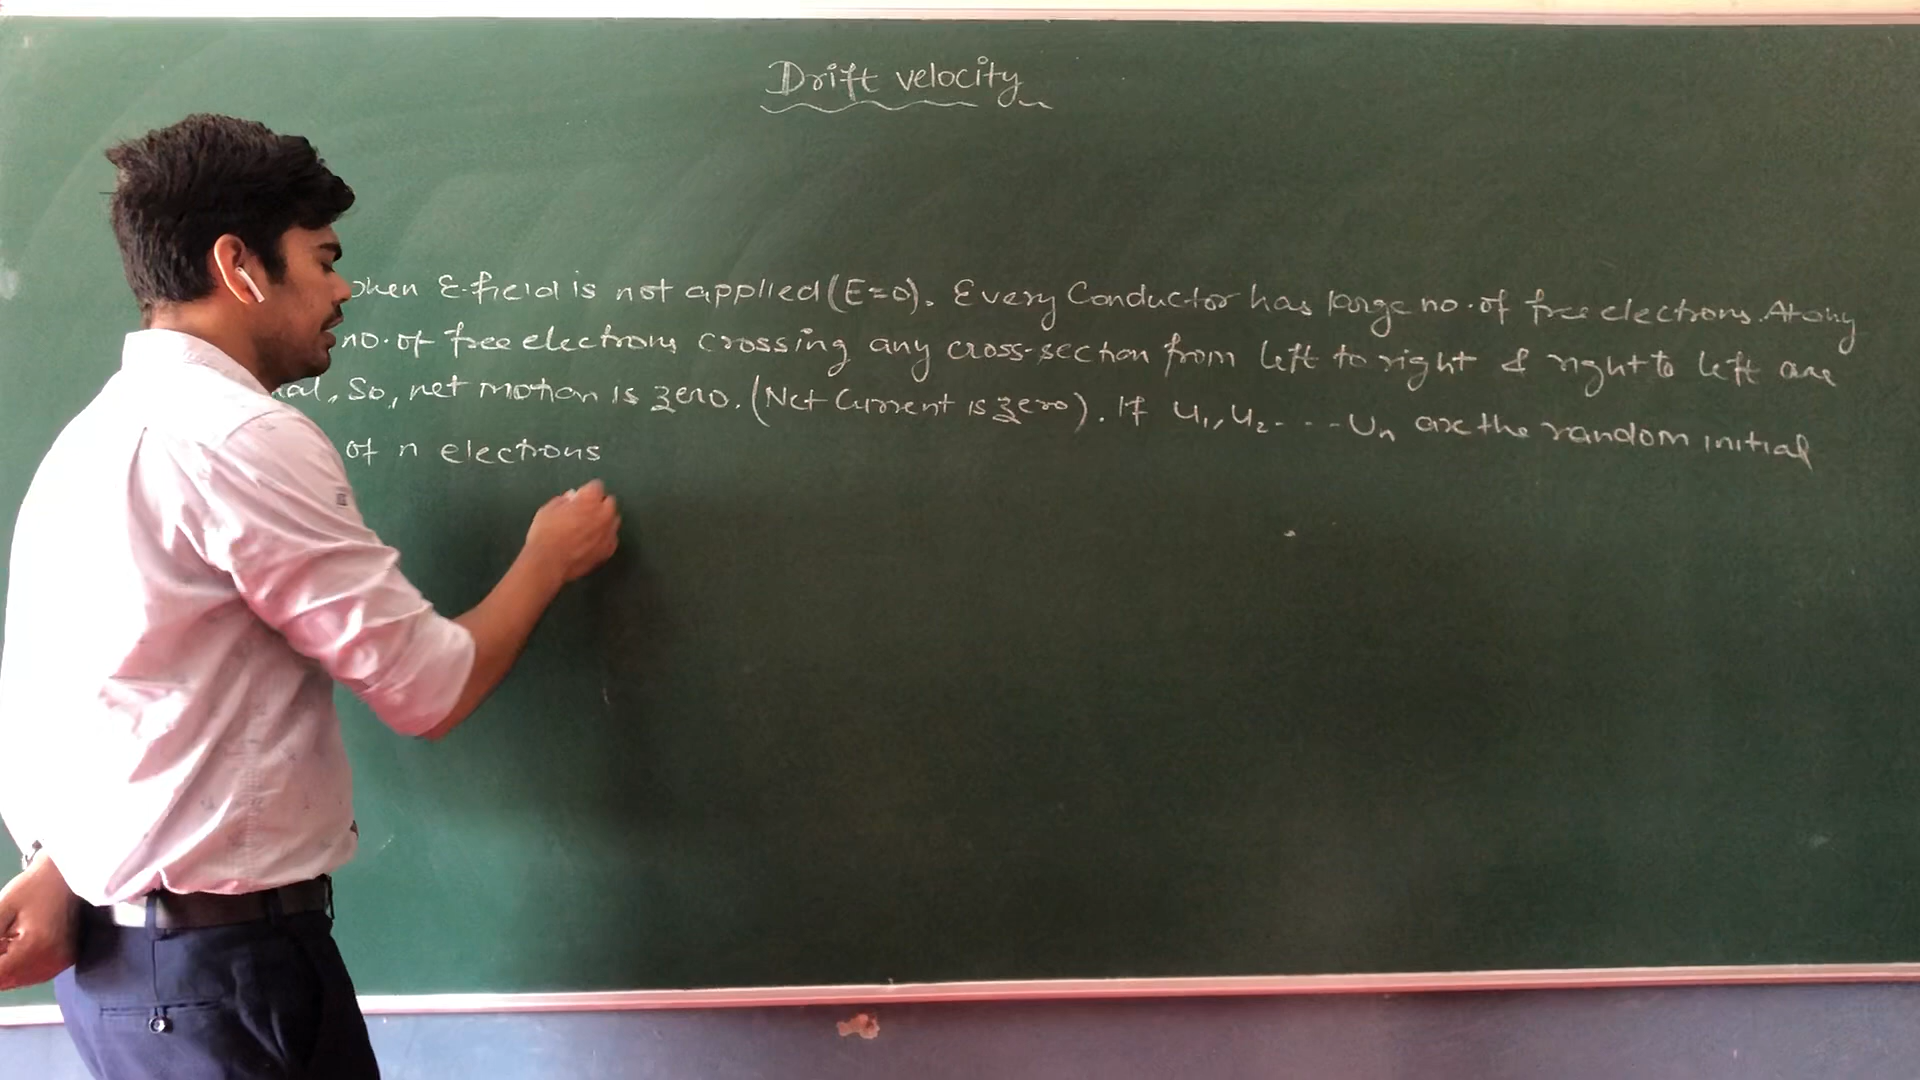 Drift velocity
when E-field is not applied (E=0). Every Conductor has large no. of free electrons. At any
no. of free electrons crossing any cross-section from left to right & right to left are
So, net motion is zero. (Net Current is zero). If u₁, u₂ - - - Uₙ are the random initial
of n electrons